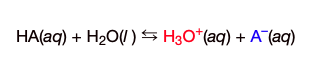 HA(aq) + H₂O(l) ⇆ H₃O⁺(aq) + A⁻(aq)